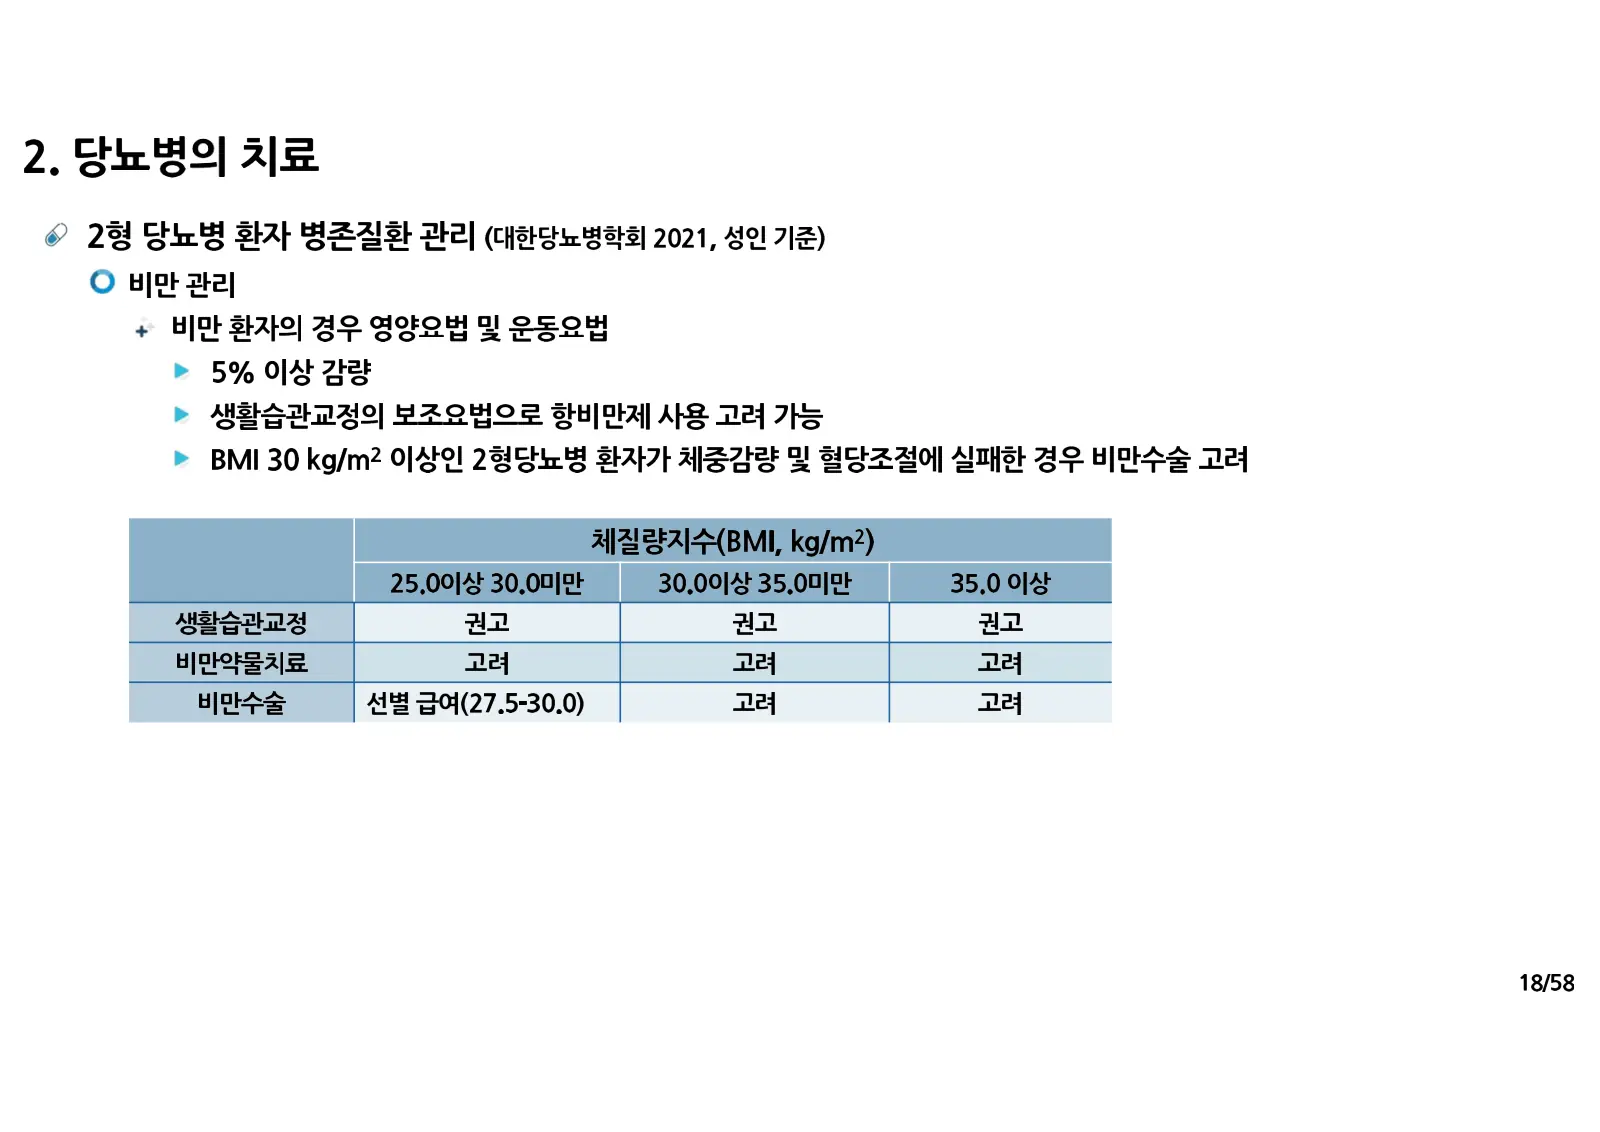 2. 당뇨병의 치료
2형 당뇨병 환자 병존질환 관리 (대한당뇨병학회 2021, 성인 기준)
비만 관리
비만 환자의 경우 영양요법 및 운동요법
5% 이상 감량
생활습관교정의 보조요법으로 항비만제 사용 고려 가능
BMI 30 kg/m² 이상인 2형당뇨병 환자가 체중감량 및 혈당조절에 실패한 경우 비만수술 고려
체질량지수(BMI, kg/m²)
25.0이상 30.0미만 30.0이상 35.0미만 35.0 이상
생활습관교정 권고 권고 권고
비만약물치료 고려 고려 고려
비만수술 선별 급여(27.5-30.0) 고려 고려
18/58